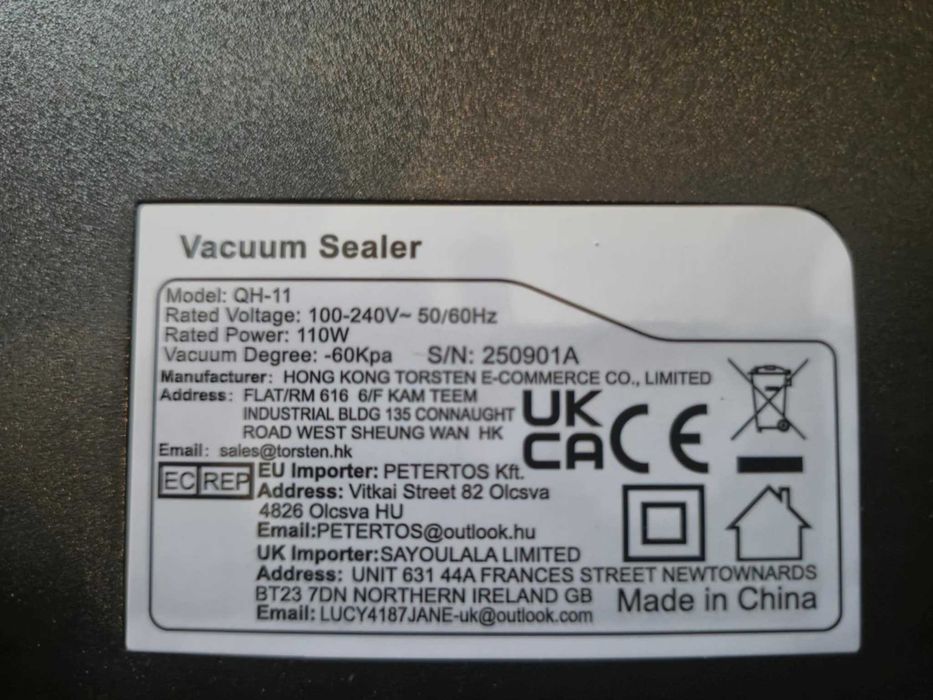 Vacuum Sealer
Model: QH-11
Rated Voltage: 100-240V~ 50/60Hz
Rated Power: 110W
Vacuum Degree: -60Kpa S/N: 250901A
Manufacturer: HONG KONG TORSTEN E-COMMERCE CO., LIMITED
Address: FLAT/RM 616 6/F KAM TEEM
INDUSTRIAL BLDG 135 CONNAUGHT
ROAD WEST SHEUNG WAN HK
Email: sales@torsten.hk
UK
CA CE
EC REP EU Importer: PETERTOS Kft.
Address: Vitkai Street 82 Olcsva
4826 Olcsva HU
Email:PETERTOS@outlook.hu
UK Importer:SAYOULALA LIMITED
Address: UNIT 631 44A FRANCES STREET NEWTOWNARDS
BT23 7DN NORTHERN IRELAND GB
Email: LUCY4187JANE-uk@outlook.com
Made in China